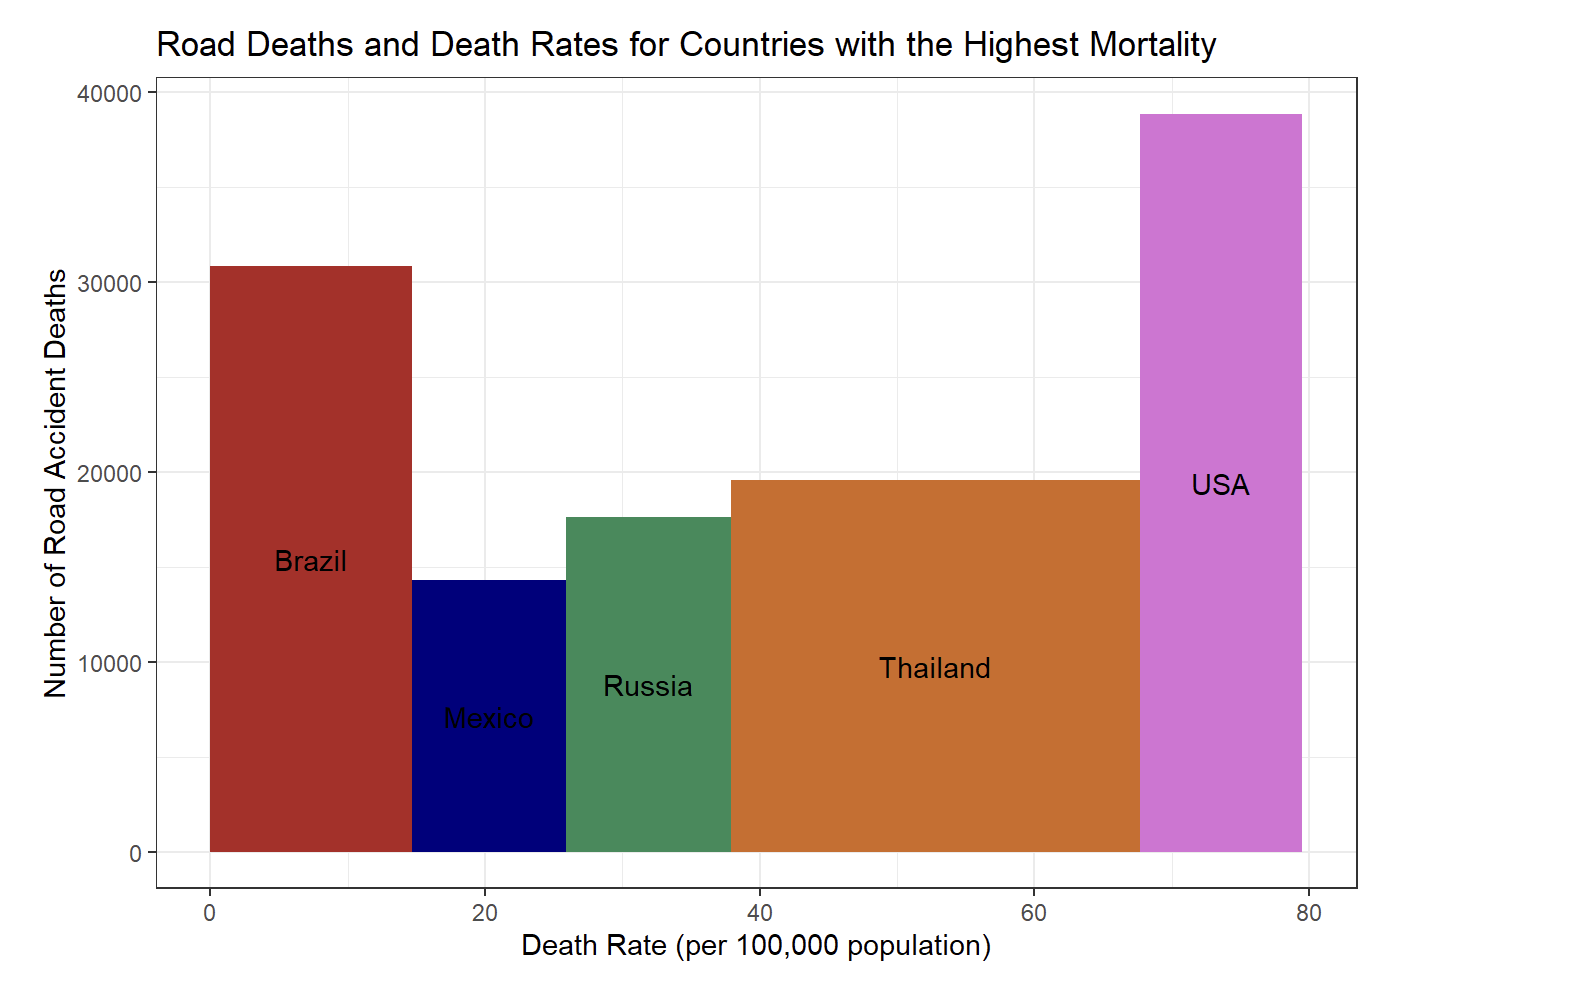 Road Deaths and Death Rates for Countries with the Highest Mortality
Number of Road Accident Deaths
40000
30000
20000
10000
0
Brazil
Mexico
Russia
Thailand
USA
0 20 40 60 80
Death Rate (per 100,000 population)